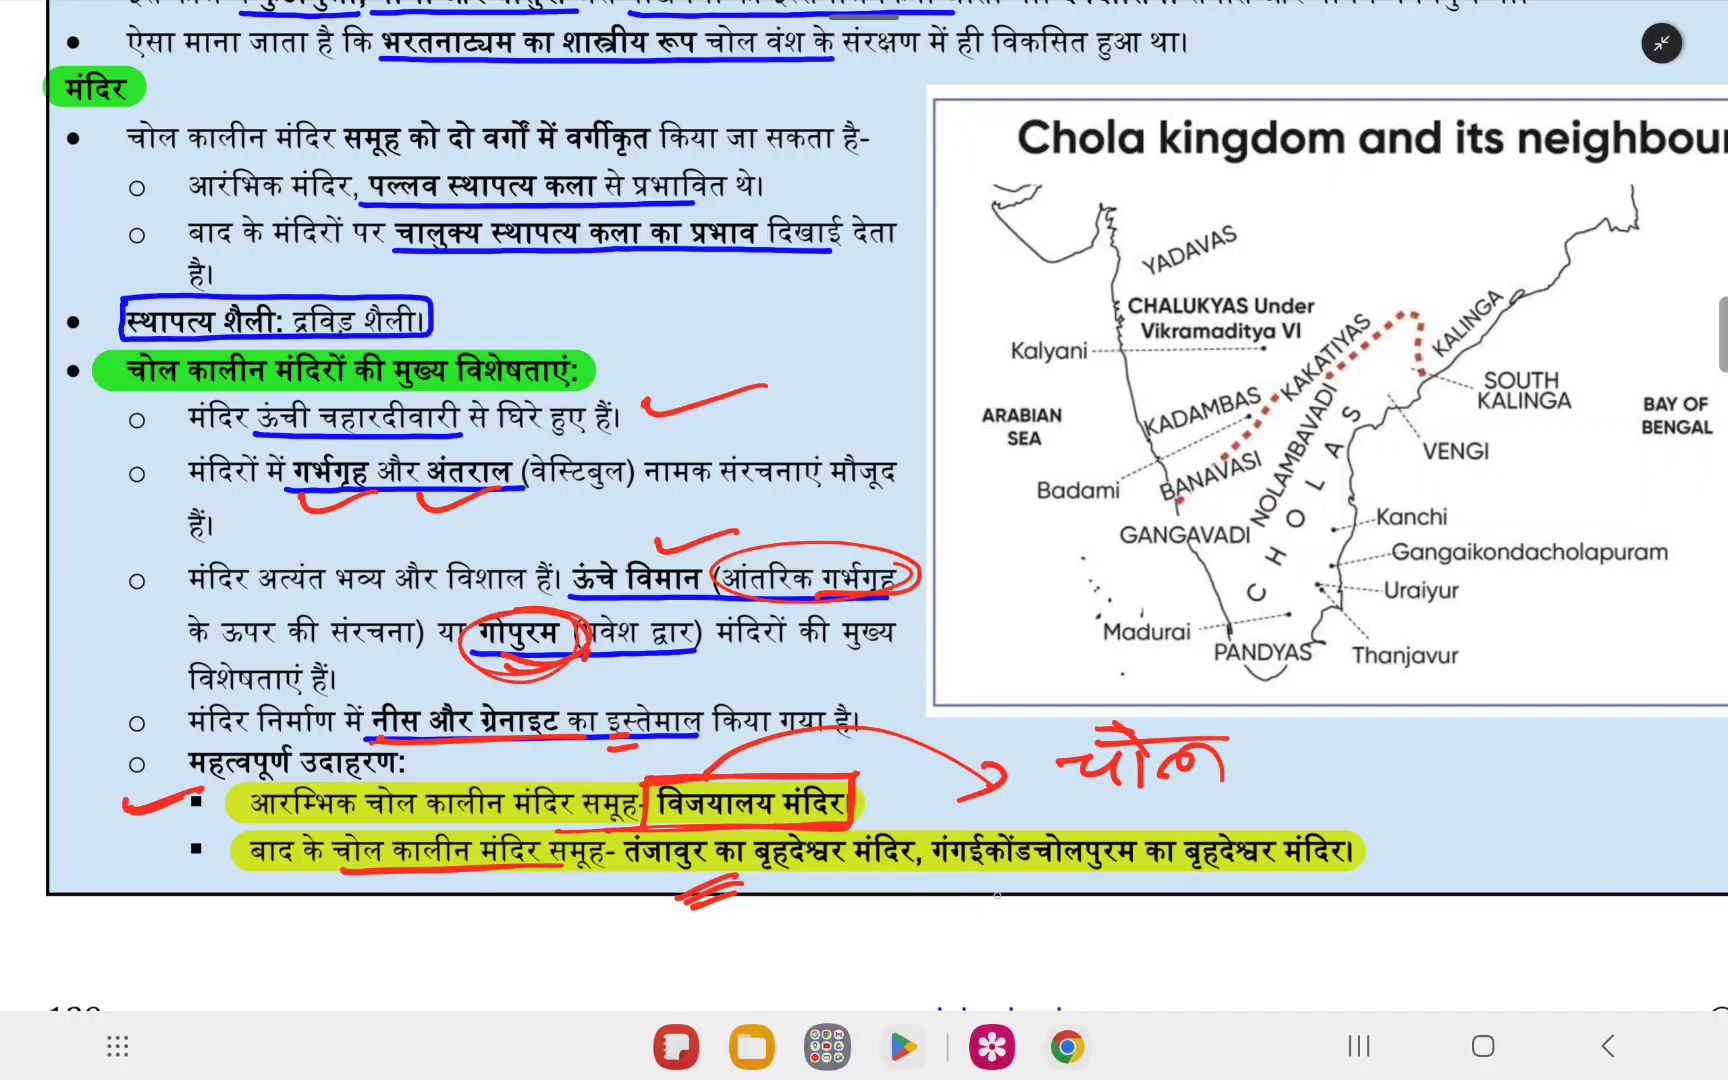 ऐसा माना जाता है कि भरतनाट्यम का शास्त्रीय रूप चोल वंश के संरक्षण में ही विकसित हुआ था।
मंदिर
चोल कालीन मंदिर समूह को दो वर्गों में वर्गीकृत किया जा सकता है-
आरंभिक मंदिर, पल्लव स्थापत्य कला से प्रभावित थे।
बाद के मंदिरों पर चालुक्य स्थापत्य कला का प्रभाव दिखाई देता
है।
स्थापत्य शैली: द्रविड़ शैली।
चोल कालीन मंदिरों की मुख्य विशेषताएं:
मंदिर ऊंची चहारदीवारी से घिरे हुए हैं।
मंदिरों में गर्भगृह और अंतराल (वेस्टिबुल) नामक संरचनाएं मौजूद
हैं।
मंदिर अत्यंत भव्य और विशाल हैं। ऊंचे विमान (आंतरिक गर्भगृह
के ऊपर की संरचना) या गोपुरम (प्रवेश द्वार) मंदिरों की मुख्य
विशेषताएं हैं।
मंदिर निर्माण में नीस और ग्रेनाइट का इस्तेमाल किया गया है।
महत्वपूर्ण उदाहरण:
आरम्भिक चोल कालीन मंदिर समूह- विजयालय मंदिर।
बाद के चोल कालीन मंदिर समूह- तंजावुर का बृहदेश्वर मंदिर, गंगईकोंडचोलपुरम का बृहदेश्वर मंदिर।
Chola kingdom and its neighbou
YADAVAS
CHALUKYAS Under
Vikramaditya VI
Kalyani
KAKATIYAS
KALINGA
SOUTH
KALINGA
ARABIAN
SEA
BAY OF
BENGAL
KADAMBAS
NOLAMBAVADI
VENGI
Badami
BANAVASI
GANGAVADI
CHOLAS
Kanchi
Gangaikondacholapuram
Uraiyur
Madurai
PANDYAS
Thanjavur
चोल